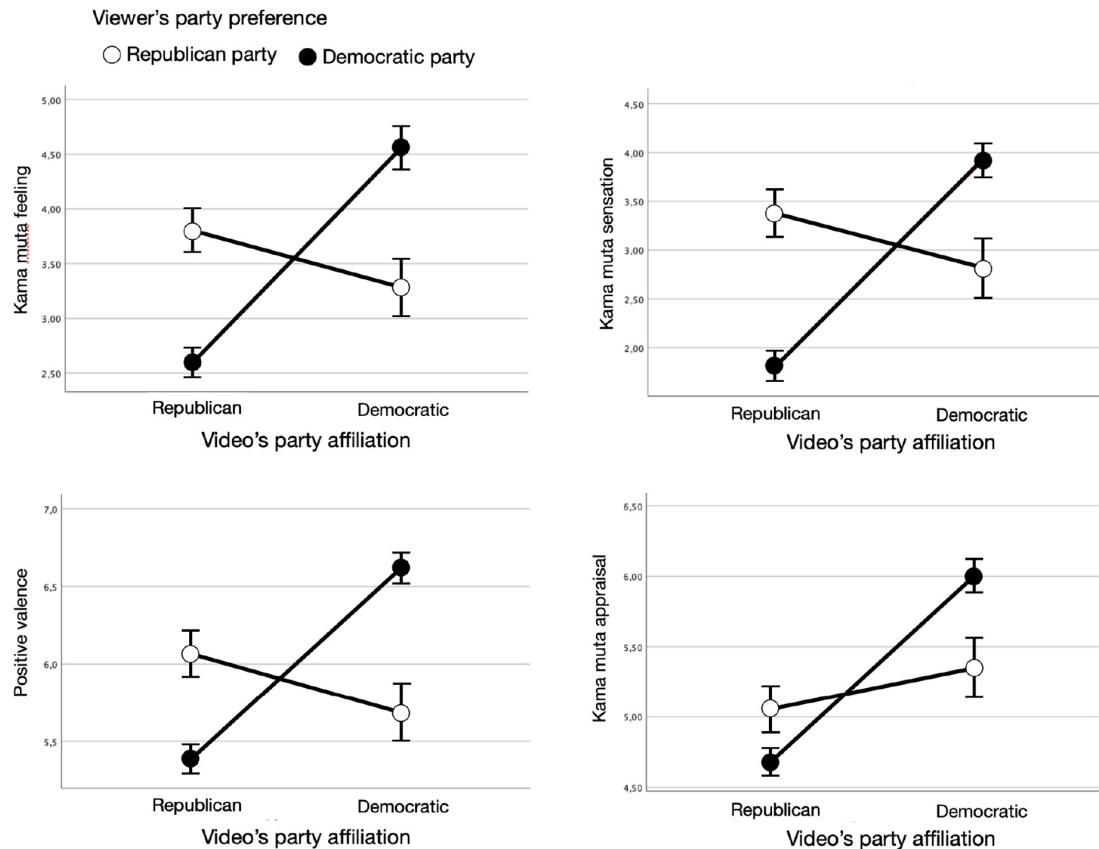 Viewer's party preference
Republican party Democratic party
Kama muta feeling
5,00
4,50
4,00
3,50
3,00
2,50
Republican Democratic
Video's party affiliation
Kama muta sensation
4,50
4,00
3,50
3,00
2,50
2,00
Republican Democratic
Video's party affiliation
Positive valence
7,0
6,5
6,0
5,5
Republican Democratic
Video's party affiliation
Kama muta appraisal
6,50
6,00
5,50
5,00
4,50
Republican Democratic
Video's party affiliation